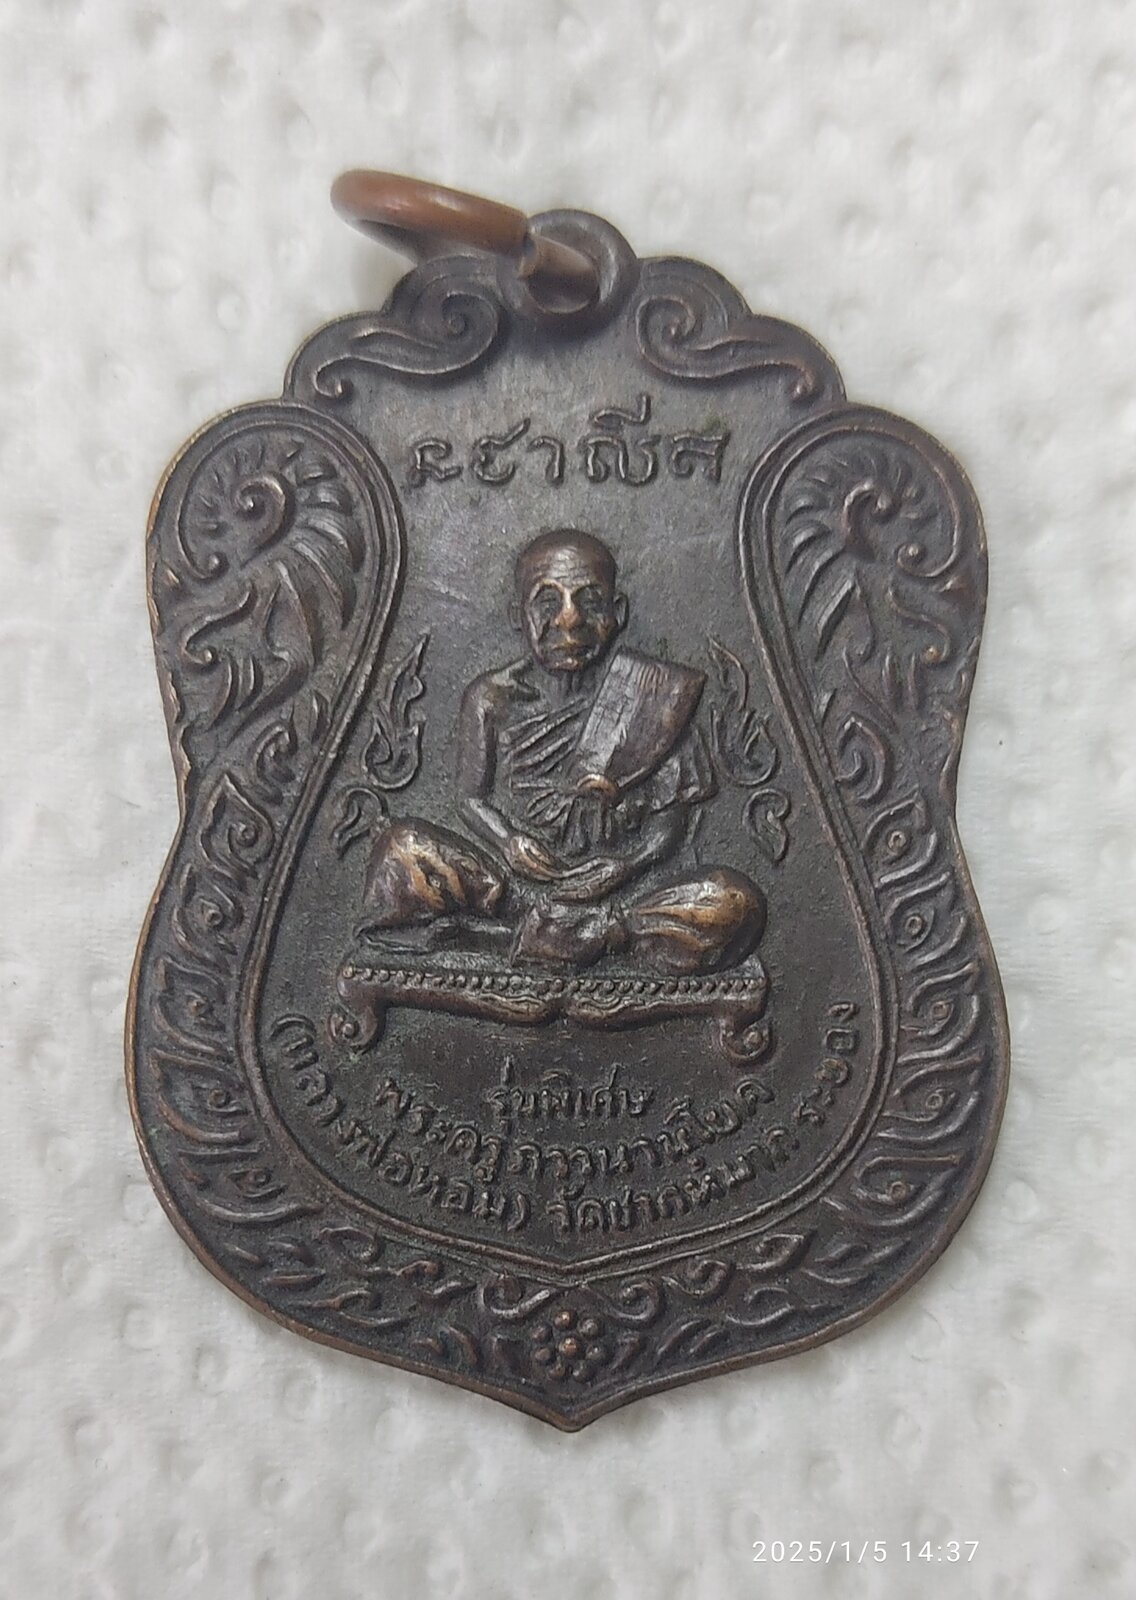 รุ่นพิเศษ
พระครูภาวนานุโยค
(หลวงพ่อหอม) วัดชากหมาก ระยอง
2025/1/5 14:37